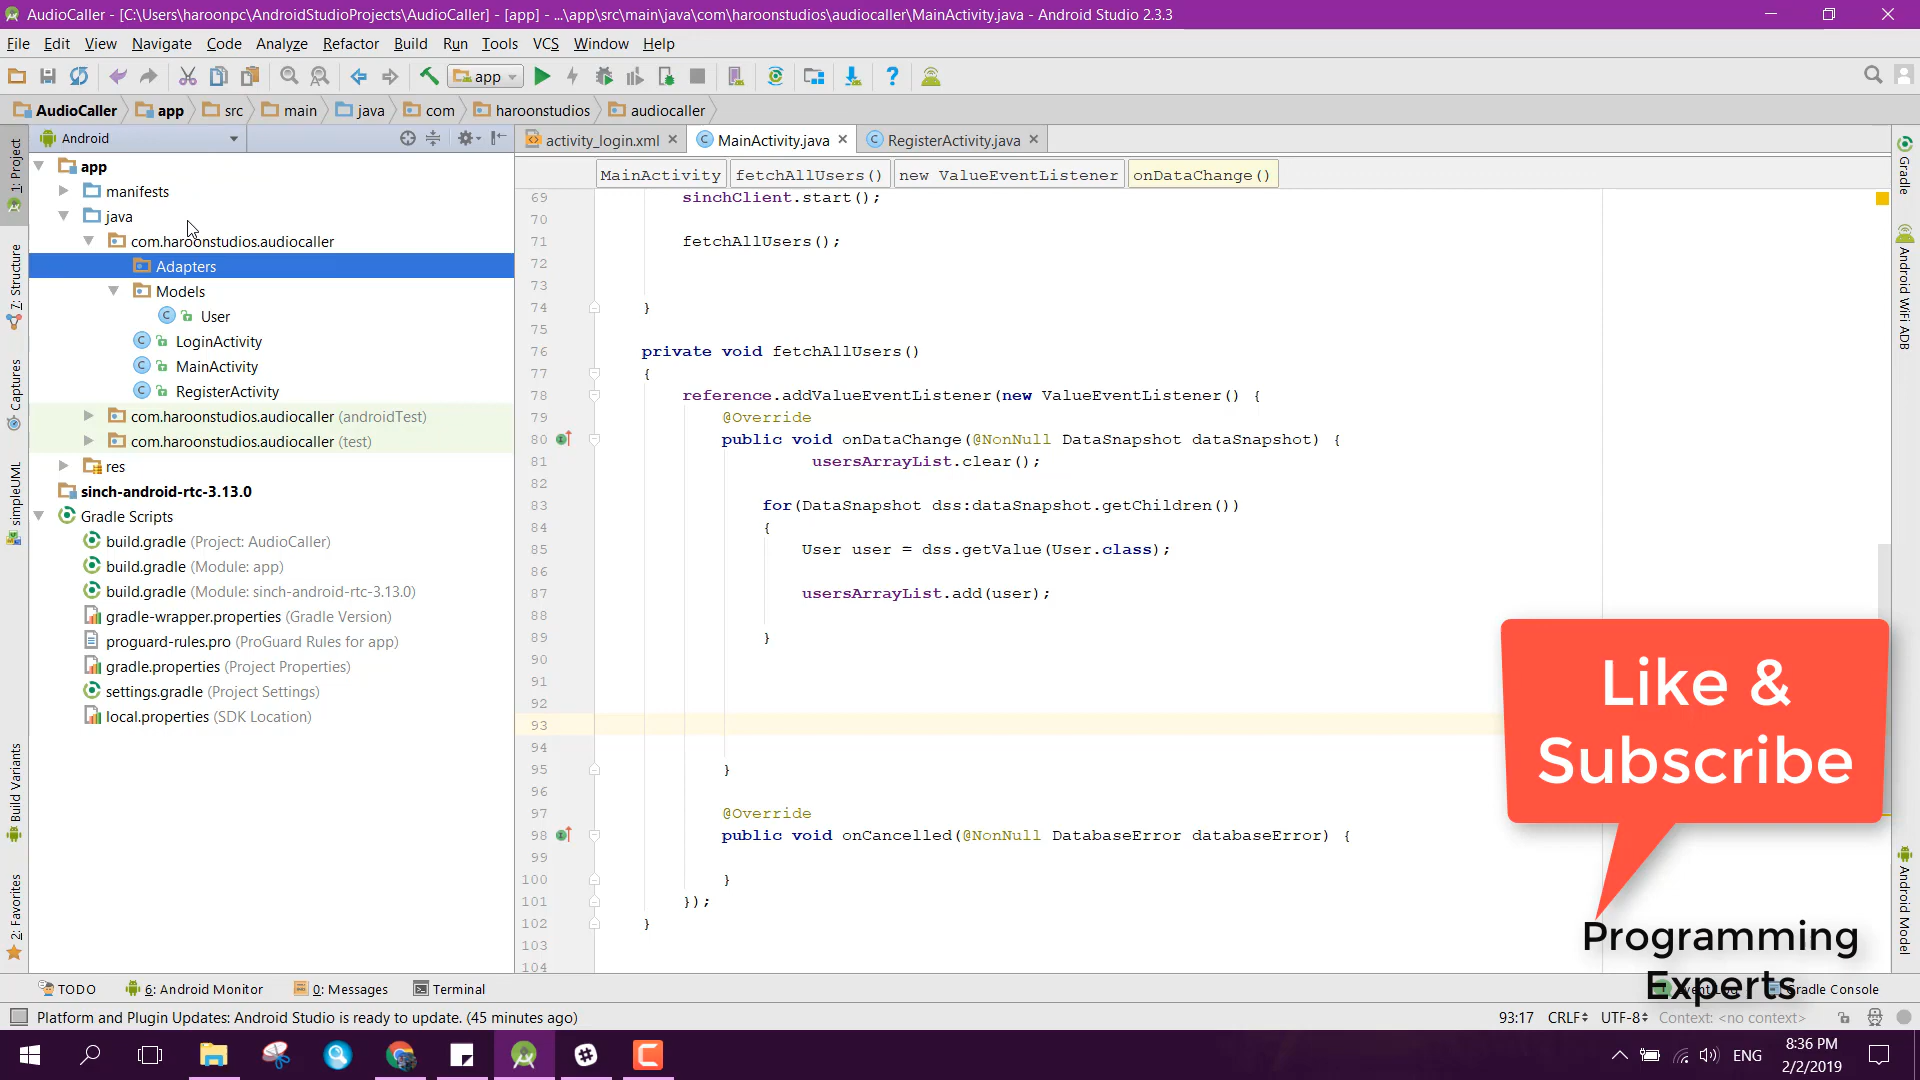 AudioCaller - [C:\Users\haroonpc\AndroidStudioProjects\AudioCaller] - [app] - ...\app\src\main\java\com\haroonstudios\audiocaller\MainActivity.java - Android Studio 2.3.3
File Edit View Navigate Code Analyze Refactor Build Run Tools VCS Window Help
app
AudioCaller app src main java com haroonstudios audiocaller
Android
activity_login.xml MainActivity.java RegisterActivity.java
MainActivity fetchAllUsers() new ValueEventListener onDataChange()
1: Project
7: Structure
Captures
simpleUML
Build Variants
2: Favorites
app
manifests
java
com.haroonstudios.audiocaller
Adapters
Models
User
LoginActivity
MainActivity
RegisterActivity
com.haroonstudios.audiocaller (androidTest)
com.haroonstudios.audiocaller (test)
res
sinch-android-rtc-3.13.0
Gradle Scripts
build.gradle (Project: AudioCaller)
build.gradle (Module: app)
build.gradle (Module: sinch-android-rtc-3.13.0)
gradle-wrapper.properties (Gradle Version)
proguard-rules.pro (ProGuard Rules for app)
gradle.properties (Project Properties)
settings.gradle (Project Settings)
local.properties (SDK Location)
69 sinchClient.start();
70
71 fetchAllUsers();
72
73
74 }
75
76 private void fetchAllUsers()
77 {
78 reference.addValueEventListener(new ValueEventListener() {
79 @Override
80 public void onDataChange(@NonNull DataSnapshot dataSnapshot) {
81 usersArrayList.clear();
82
83 for(DataSnapshot dss:dataSnapshot.getChildren())
84 {
85 User user = dss.getValue(User.class);
86
87 usersArrayList.add(user);
88
89 }
90
91
92
93
94
95 }
96
97 @Override
98 public void onCancelled(@NonNull DatabaseError databaseError) {
99
100 }
101 });
102 }
103
104
Gradle
Android WiFi ADB
Android Model
Like &
Subscribe
Programming
Experts
TODO 6: Android Monitor 0: Messages Terminal Gradle Console
Platform and Plugin Updates: Android Studio is ready to update. (45 minutes ago) 93:17 CRLF UTF-8 Context: <no context>
ENG 8:36 PM
2/2/2019